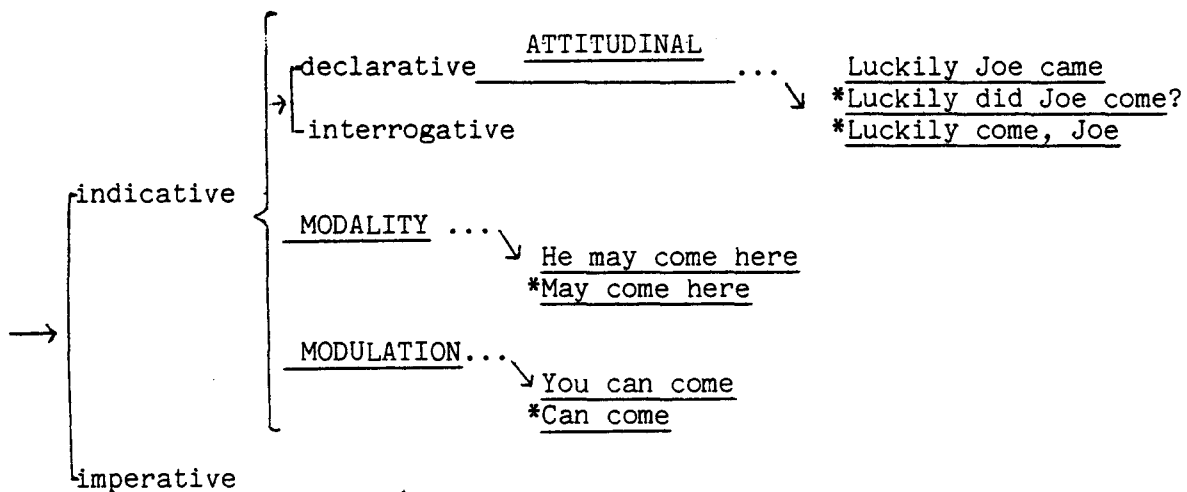 ATTITUDINAL
declarative ... Luckily Joe came
*Luckily did Joe come?
interrogative *Luckily come, Joe
indicative
MODALITY ...
He may come here
*May come here
MODULATION...
You can come
*Can come
imperative